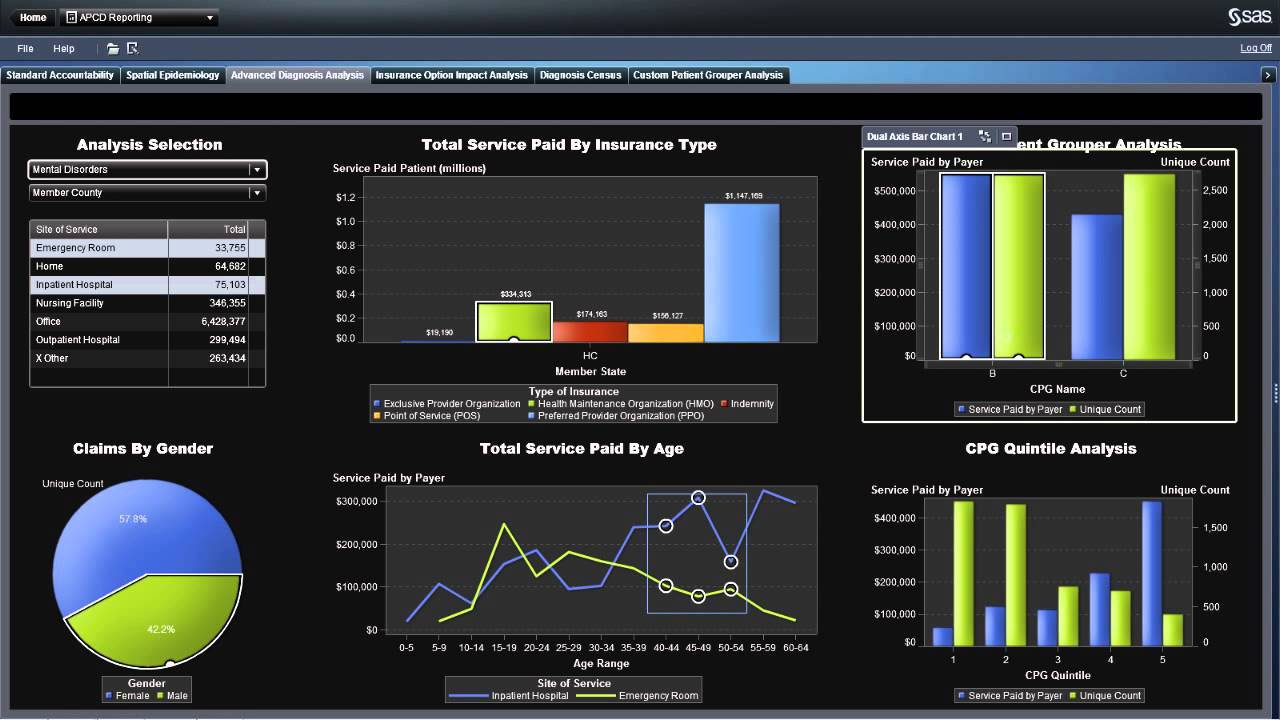 Home
APCD Reporting
sas
File Help
Log Off
Standard Accountability Spatial Epidemiology Advanced Diagnosis Analysis Insurance Option Impact Analysis Diagnosis Census Custom Patient Grouper Analysis
Analysis Selection
Mental Disorders
Member County
Site of Service Total
Emergency Room 33,755
Home 64,682
Inpatient Hospital 75,103
Nursing Facility 346,355
Office 6,428,377
Outpatient Hospital 299,494
X Other 263,434
Total Service Paid By Insurance Type
Service Paid Patient (millions)
$1.2
$1.0
$0.8
$0.6
$0.4
$0.2
$0.0
$19,190
$334,313
$174,163
$156,127
$1,147,169
HC
Member State
Type of Insurance
Exclusive Provider Organization Health Maintenance Organization (HMO) Indemnity
Point of Service (POS) Preferred Provider Organization (PPO)
Dual Axis Bar Chart 1
ent Grouper Analysis
Service Paid by Payer Unique Count
$500,000
$400,000
$300,000
$200,000
$100,000
$0
2,500
2,000
1,500
1,000
500
0
B C
CPG Name
Service Paid by Payer Unique Count
Claims By Gender
Unique Count
57.8%
42.2%
Gender
Female Male
Total Service Paid By Age
Service Paid by Payer
$300,000
$200,000
$100,000
$0
0-5 5-9 10-14 15-19 20-24 25-29 30-34 35-39 40-44 45-49 50-54 55-59 60-64
Age Range
Site of Service
Inpatient Hospital Emergency Room
CPG Quintile Analysis
Service Paid by Payer Unique Count
$400,000
$300,000
$200,000
$100,000
$0
1,500
1,000
500
0
1 2 3 4 5
CPG Quintile
Service Paid by Payer Unique Count